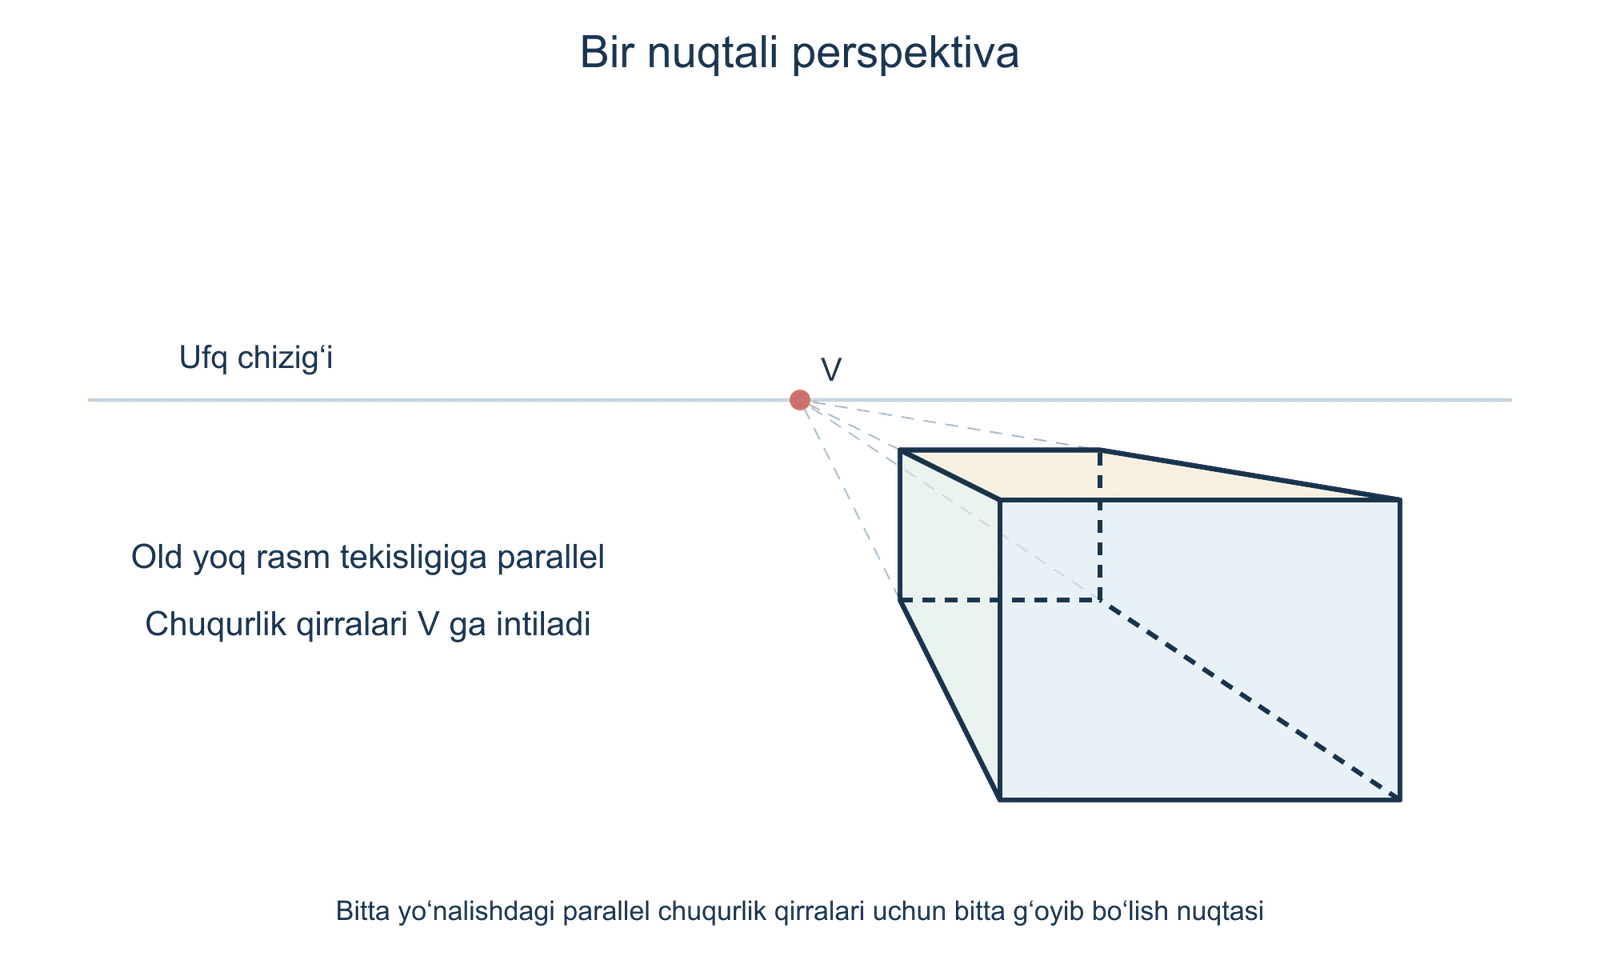 Bir nuqtali perspektiva
Ufq chizig‘i
V
Old yoq rasm tekisligiga parallel
Chuqurlik qirralari V ga intiladi
Bitta yo‘nalishdagi parallel chuqurlik qirralari uchun bitta g‘oyib bo‘lish nuqtasi